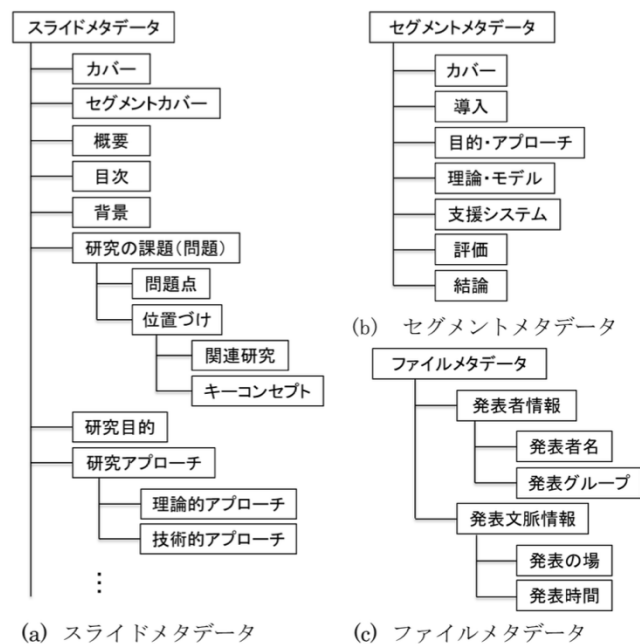 スライドメタデータ
カバー
セグメントカバー
概要
目次
背景
研究の課題(問題)
問題点
位置づけ
関連研究
キーコンセプト
研究目的
研究アプローチ
理論的アプローチ
技術的アプローチ
⋮
(a) スライドメタデータ
セグメントメタデータ
カバー
導入
目的・アプローチ
理論・モデル
支援システム
評価
結論
(b) セグメントメタデータ
ファイルメタデータ
発表者情報
発表者名
発表グループ
発表文脈情報
発表の場
発表時間
(c) ファイルメタデータ